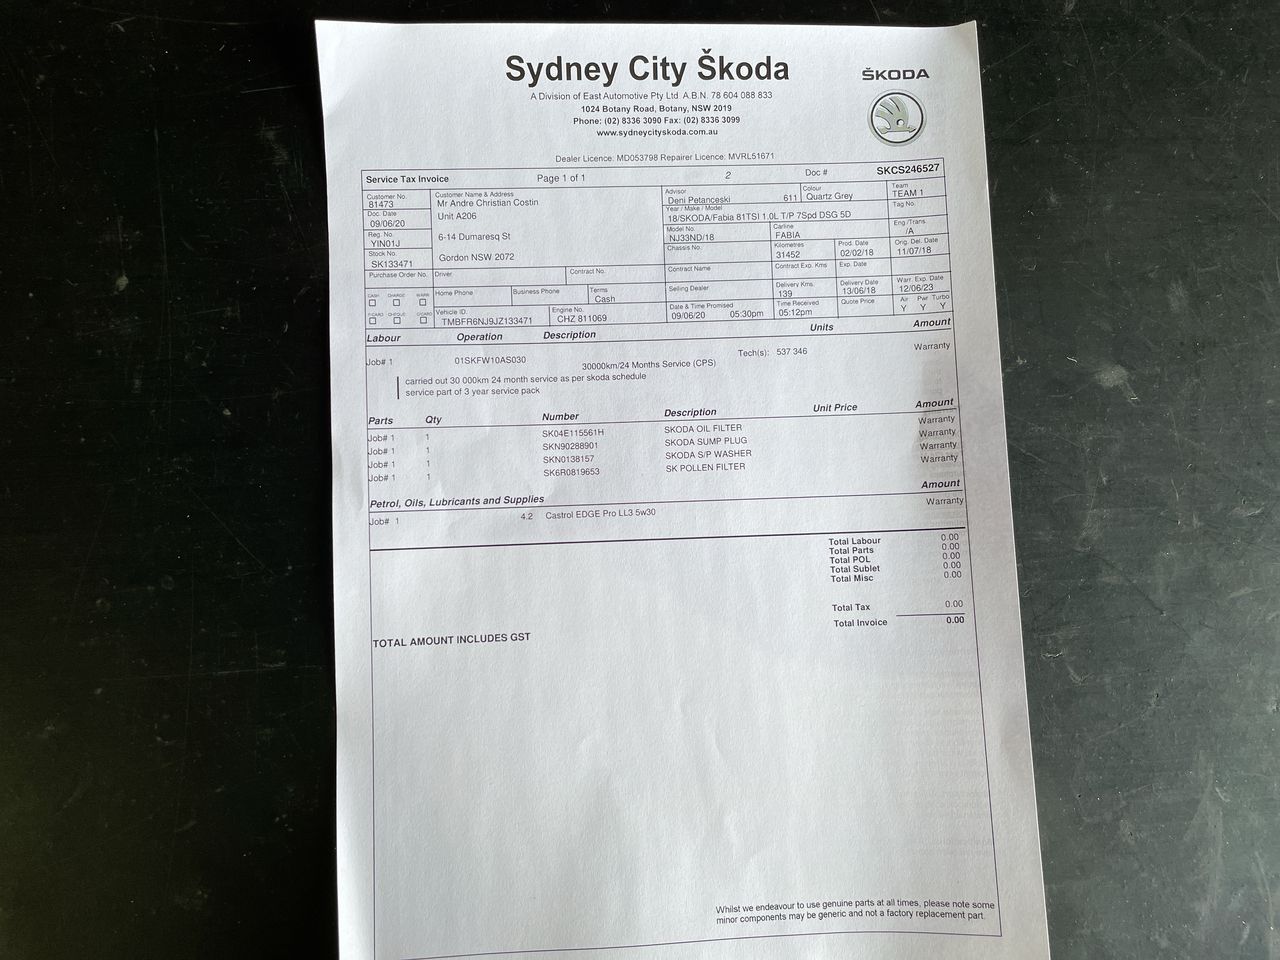 Sydney City Škoda
ŠKODA
A Division of East Automotive Pty Ltd A.B.N. 78 604 088 833
1024 Botany Road, Botany, NSW 2019
Phone: (02) 8336 3090 Fax: (02) 8336 3099
www.sydneycityskoda.com.au
Dealer Licence: MD053798 Repairer Licence: MVRL51671
Service Tax Invoice Page 1 of 1 2 Doc # SKCS246527
Customer No. 81473
Customer Name & Address
Mr Andre Christian Costin
Unit A206
6-14 Dumaresq St
Gordon NSW 2072
Advisor Deni Petanceski 611
Colour Quartz Grey
Team TEAM 1
Doc. Date 09/06/20
Year / Make / Model
18/SKODA/Fabia 81TSI 1.0L T/P 7Spd DSG 5D
Tag No.
Reg. No. YIN01J
Model No. NJ33ND/18
Carline FABIA
Eng./Trans. /A
Stock No. SK133471
Chassis No.
Kilometres 31452
Prod. Date 02/02/18
Orig. Del. Date 11/07/18
Purchase Order No. Driver Contract No. Contract Name Contract Exp. Kms Exp. Date
CASH CHARGE WARR
Home Phone Business Phone Terms Cash
Selling Dealer
Delivery Kms. 139
Delivery Date 13/06/18
Warr. Exp. Date 12/06/23
Vehicle ID. TMBFR6NJ9JZ133471
Engine No. CHZ 811069
Date & Time Promised 09/06/20 05:30pm
Time Received 05:12pm
Quote Price
Air Pwr Turbo
Y Y Y
Labour Operation Description Units Amount
Job# 1 01SKFW10AS030 30000km/24 Months Service (CPS) Tech(s): 537 346 Warranty
carried out 30 000km 24 month service as per skoda schedule
service part of 3 year service pack
Parts Qty Number Description Unit Price Amount
Job# 1 1 SK04E115561H SKODA OIL FILTER Warranty
Job# 1 1 SKN90288901 SKODA SUMP PLUG Warranty
Job# 1 1 SKN0138157 SKODA S/P WASHER Warranty
Job# 1 1 SK6R0819653 SK POLLEN FILTER Warranty
Petrol, Oils, Lubricants and Supplies Amount
Job# 1 4.2 Castrol EDGE Pro LL3 5w30 Warranty
Total Labour 0.00
Total Parts 0.00
Total POL 0.00
Total Sublet 0.00
Total Misc 0.00
Total Tax 0.00
Total Invoice 0.00
TOTAL AMOUNT INCLUDES GST
Whilst we endeavour to use genuine parts at all times, please note some
minor components may be generic and not a factory replacement part.